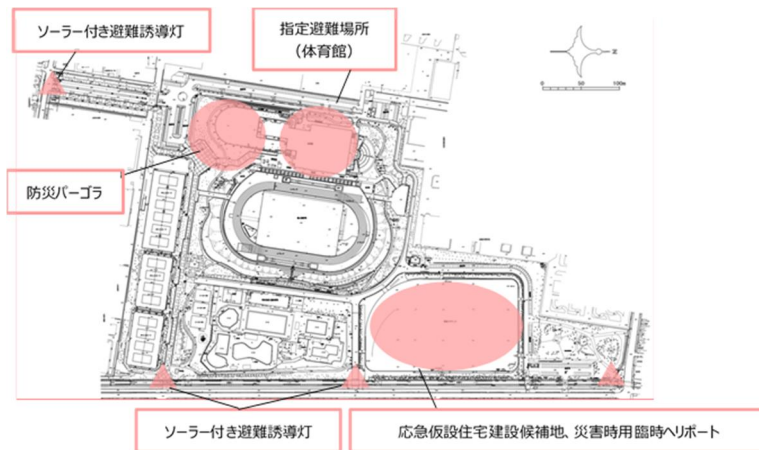 ソーラー付き避難誘導灯
指定避難場所
（体育館）
N
0 50 100m
防災パーゴラ
ソーラー付き避難誘導灯
応急仮設住宅建設候補地、災害時用臨時ヘリポート